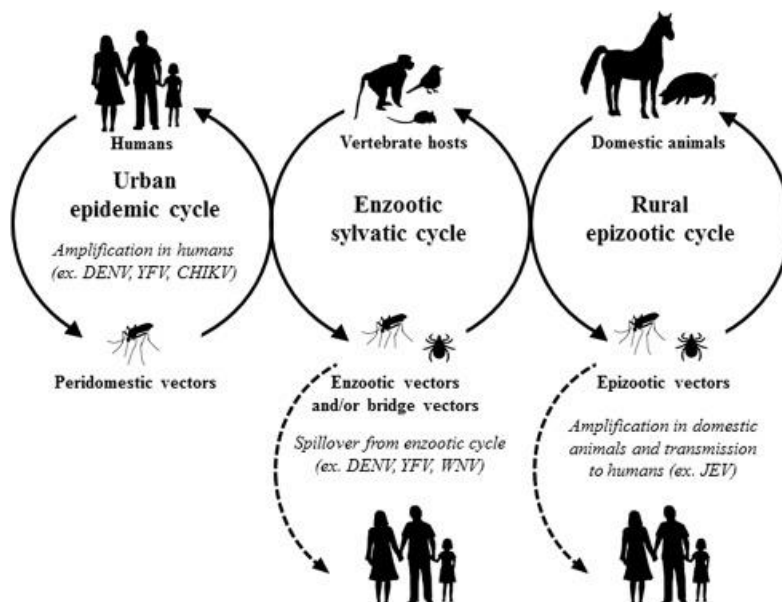 Humans
Urban
epidemic cycle
Amplification in humans
(ex. DENV, YFV, CHIKV)
Peridomestic vectors
Vertebrate hosts
Enzootic
sylvatic cycle
Enzootic vectors
and/or bridge vectors
Spillover from enzootic cycle
(ex. DENV, YFV, WNV)
Domestic animals
Rural
epizootic cycle
Epizootic vectors
Amplification in domestic
animals and transmission
to humans (ex. JEV)